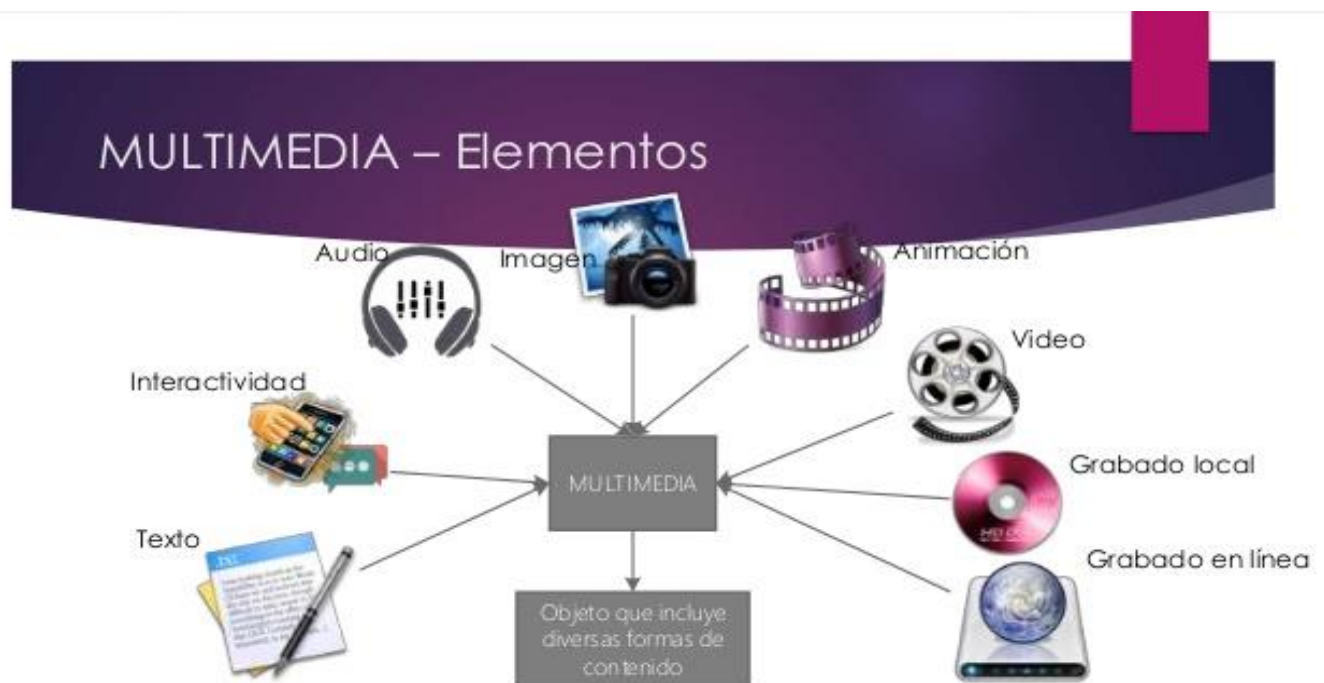 MULTIMEDIA – Elementos
Audio
Imagen
Animación
Video
Interactividad
MULTIMEDIA
Grabado local
Texto
Grabado en línea
Objeto que incluye
diversas formas de
contenido